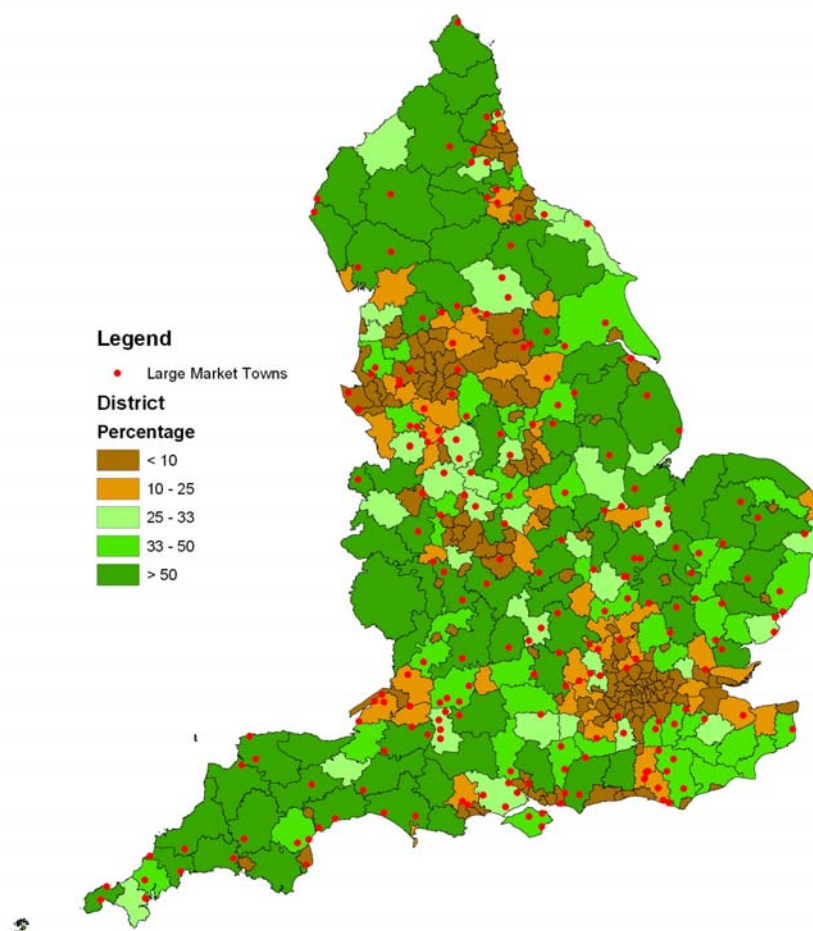 Legend
Large Market Towns
District
Percentage
< 10
10 - 25
25 - 33
33 - 50
> 50